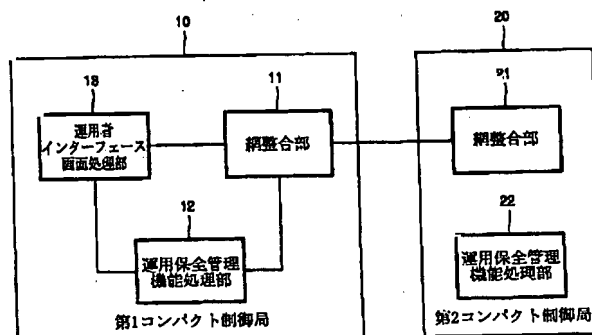 10
20
13
11
21
運用者
インターフェース
画面処理部
網整合部
網整合部
12
22
運用保全管理
機能処理部
運用保全管理
機能処理部
第1コンパクト制御局
第2コンパクト制御局